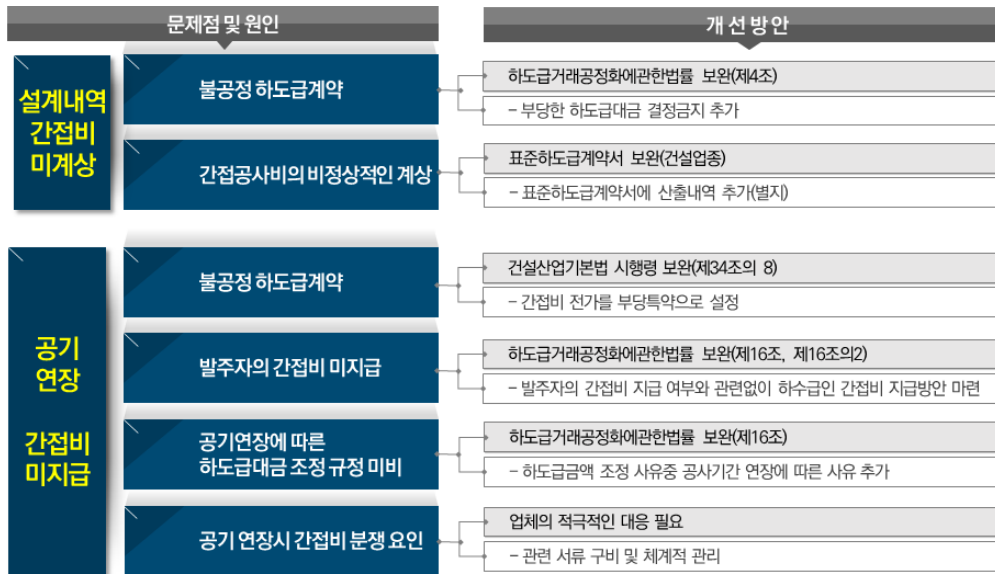 문제점 및 원인
개 선 방 안
설계내역
간접비
미계상
불공정 하도급계약
하도급거래공정화에관한법률 보완(제4조)
- 부당한 하도급대금 결정금지 추가
간접공사비의 비정상적인 계상
표준하도급계약서 보완(건설업종)
- 표준하도급계약서에 산출내역 추가(별지)
공기
연장
간접비
미지급
불공정 하도급계약
건설산업기본법 시행령 보완(제34조의 8)
- 간접비 전가를 부당특약으로 설정
발주자의 간접비 미지급
하도급거래공정화에관한법률 보완(제16조, 제16조의2)
- 발주자의 간접비 지급 여부와 관련없이 하수급인 간접비 지급방안 마련
공기연장에 따른
하도급대금 조정 규정 미비
하도급거래공정화에관한법률 보완(제16조)
- 하도급금액 조정 사유중 공사기간 연장에 따른 사유 추가
공기 연장시 간접비 분쟁 요인
업체의 적극적인 대응 필요
- 관련 서류 구비 및 체계적 관리